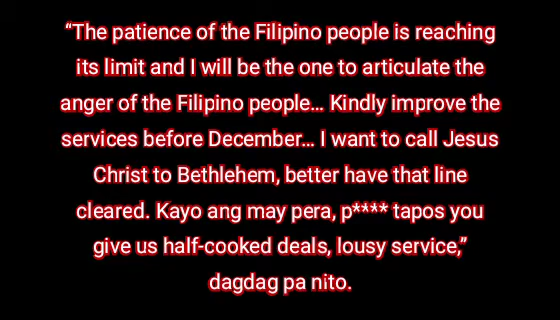 “The patience of the Filipino people is reaching
its limit and I will be the one to articulate the
anger of the Filipino people... Kindly improve the
services before December... I want to call Jesus
Christ to Bethlehem, better have that line
cleared. Kayo ang may pera, p**** tapos you
give us half-cooked deals, lousy service,”
dagdag pa nito.